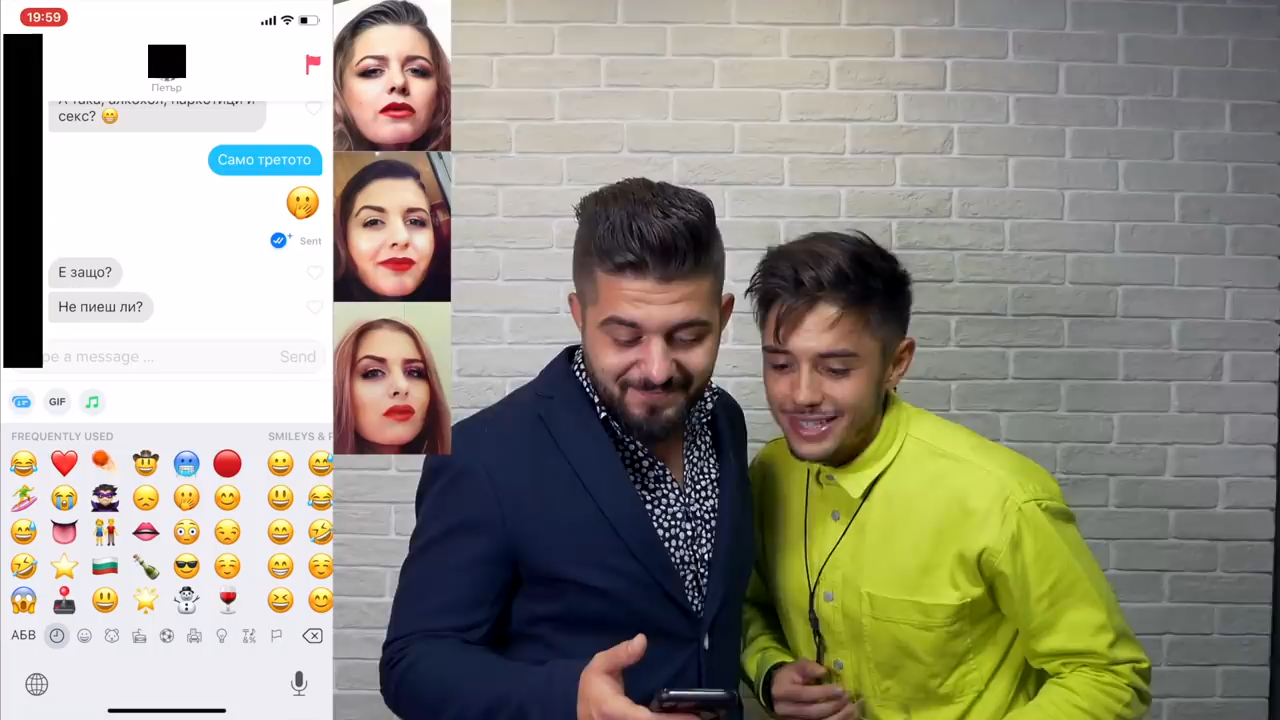 19:59
Петър
А така, алкохол, наркотици и
секс?
Само третото
Sent
Е защо?
Не пиеш ли?
pe a message ...
Send
GIF
FREQUENTLY USED
SMILEYS & P
АБВ